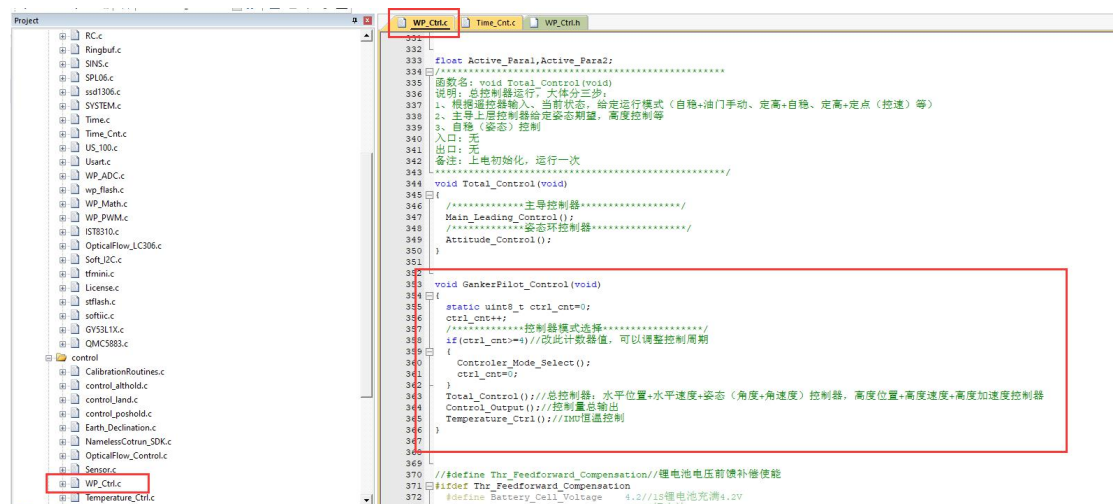 Project
RC.c
Ringbuf.c
SINS.c
SPL06.c
ssd1306.c
SYSTEM.c
Time.c
Time_Cnt.c
US_100.c
Usart.c
WP_ADC.c
wp_flash.c
WP_Math.c
WP_PWM.c
IST8310.c
OpticalFlow_LC306.c
Soft_I2C.c
tfmini.c
License.c
stflash.c
softiic.c
GY53L1X.c
QMC5883.c
control
CalibrationRoutines.c
control_althold.c
control_land.c
control_poshold.c
Earth_Declination.c
NamelessCotrun_SDK.c
OpticalFlow_Control.c
Sensor.c
WP_Ctrl.c
Temperature_Ctrl.c
WP_Ctrl.c Time_Cnt.c WP_Ctrl.h
331
332
333 float Active_Para1,Active_Para2;
334 /****************************************************
335 函数名: void Total_Control(void)
336 说明: 总控制器运行, 大体分三步:
337 1、根据遥控器输入、当前状态, 给定运行模式 (自稳+油门手动、定高+自稳、定高+定点 (控速) 等)
338 2、主导上层控制器给定姿态期望, 高度控制等
339 3、自稳 (姿态) 控制
340 入口: 无
341 出口: 无
342 备注: 上电初始化, 运行一次
343 ****************************************************/
344 void Total_Control(void)
345 {
346 /*************主导控制器******************/
347 Main_Leading_Control();
348 /*************姿态环控制器*****************/
349 Attitude_Control();
350 }
351
352
353 void GankerPilot_Control(void)
354 {
355 static uint8_t ctrl_cnt=0;
356 ctrl_cnt++;
357 /*************控制器模式选择******************/
358 if(ctrl_cnt>=4)//改此计数器值, 可以调整控制周期
359 {
360 Controler_Mode_Select();
361 ctrl_cnt=0;
362 }
363 Total_Control();//总控制器: 水平位置+水平速度+姿态 (角度+角速度) 控制器, 高度位置+高度速度+高度加速度控制器
364 Control_Output();//控制量总输出
365 Temperature_Ctrl();//IMU恒温控制
366 }
367
368
369
370 //#define Thr_Feedforward_Compensation//锂电池电压前馈补偿使能
371 #ifdef Thr_Feedforward_Compensation
372 #define Battery_Cell_Voltage 4.2//1S锂电池充满4.2V